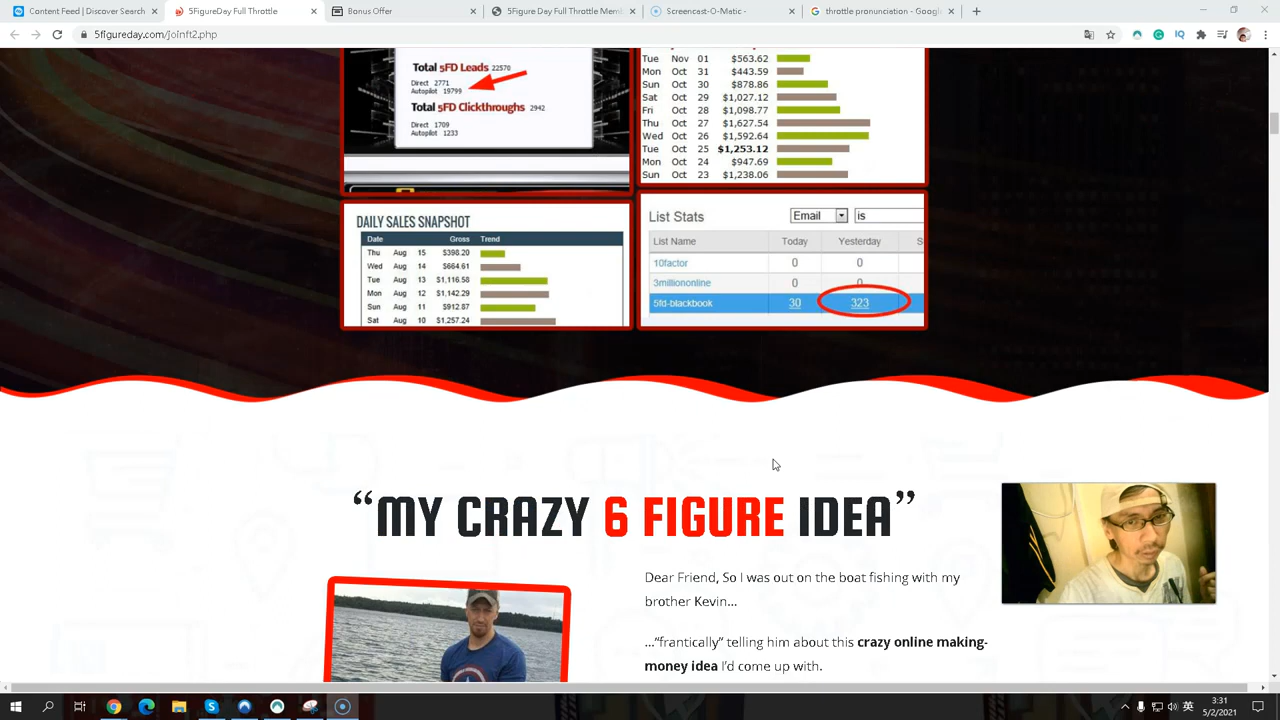 Content Feed | Discover Search
5FigureDay Full Throttle
Bonus Offer
5Figure Day Full Throttle Memb
Screencast-O-Matic -
throttle pronunciation - Google
5figureday.com/joinft2.php
Total 5FD Leads 22570
Direct 2771
Autopilot 19799
Total 5FD Clickthroughs 2942
Direct 1709
Autopilot 1233
Tue Nov 01 $563.62
Mon Oct 31 $443.59
Sun Oct 30 $878.86
Sat Oct 29 $1,027.12
Fri Oct 28 $1,098.77
Thu Oct 27 $1,627.54
Wed Oct 26 $1,592.64
Tue Oct 25 $1,253.12
Mon Oct 24 $947.69
Sun Oct 23 $1,238.06
DAILY SALES SNAPSHOT
Date Gross Trend
Thu Aug 15 $398.20
Wed Aug 14 $664.61
Tue Aug 13 $1,116.58
Mon Aug 12 $1,142.29
Sun Aug 11 $912.87
Sat Aug 10 $1,257.24
List Stats Email is
List Name Today Yesterday S
10factor 0 0
3milliononline 0 0
5fd-blackbook 30 323
“MY CRAZY 6 FIGURE IDEA”
Dear Friend, So I was out on the boat fishing with my
brother Kevin...
...“frantically” telling him about this crazy online making-
money idea I’d come up with.
英
3:31
5/2/2021